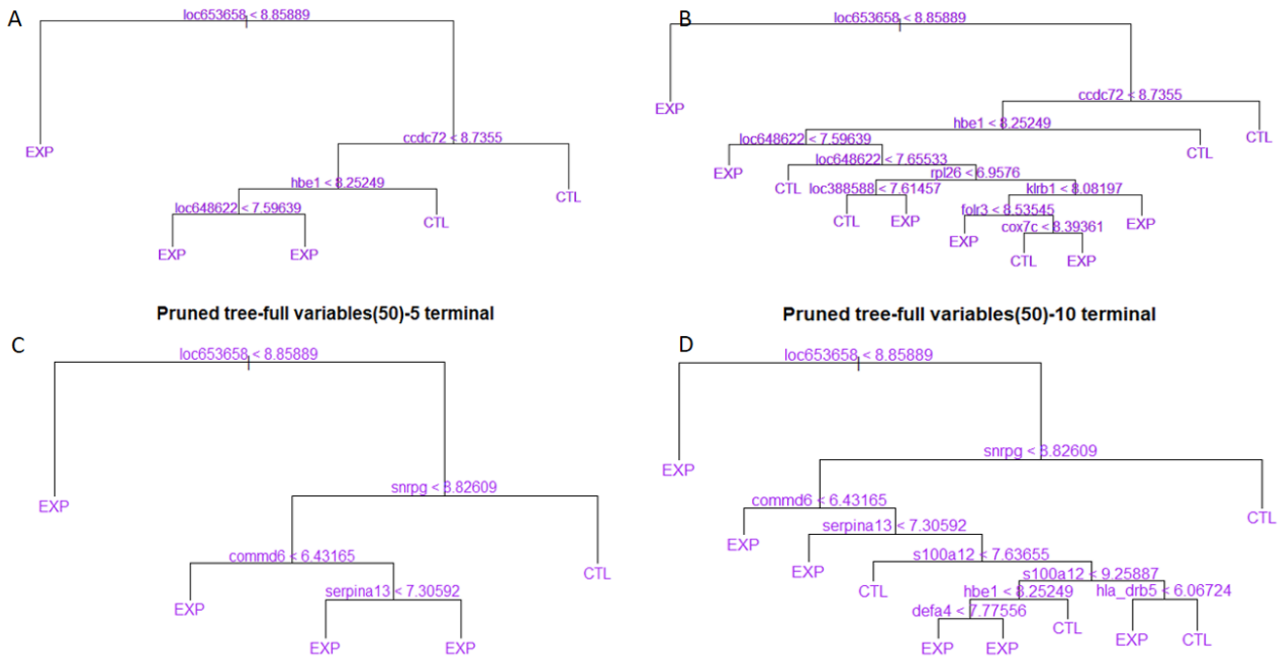 A
loc653658 < 8.85889
EXP
ccdc72 < 8.7355
hbe1 < 8.25249
CTL
loc648622 < 7.59639
CTL
EXP
EXP
B
loc653658 < 8.85889
EXP
ccdc72 < 8.7355
hbe1 < 8.25249
CTL
loc648622 < 7.59639
CTL
EXP
loc648622 < 7.65533
CTL
rpl26 < 6.9576
loc388588 < 7.61457
klrb1 < 8.08197
CTL
EXP
folr3 < 8.53545
EXP
EXP
cox7c < 8.39361
CTL
EXP
Pruned tree-full variables(50)-5 terminal
C
loc653658 < 8.85889
EXP
snrpg < 8.82609
commd6 < 6.43165
CTL
EXP
serpina13 < 7.30592
EXP
EXP
Pruned tree-full variables(50)-10 terminal
D
loc653658 < 8.85889
EXP
snrpg < 8.82609
commd6 < 6.43165
CTL
EXP
serpina13 < 7.30592
EXP
s100a12 < 7.63655
CTL
s100a12 < 9.25887
hbe1 < 8.25249
hla_drb5 < 6.06724
defa4 < 7.77556
CTL
EXP
CTL
EXP
EXP